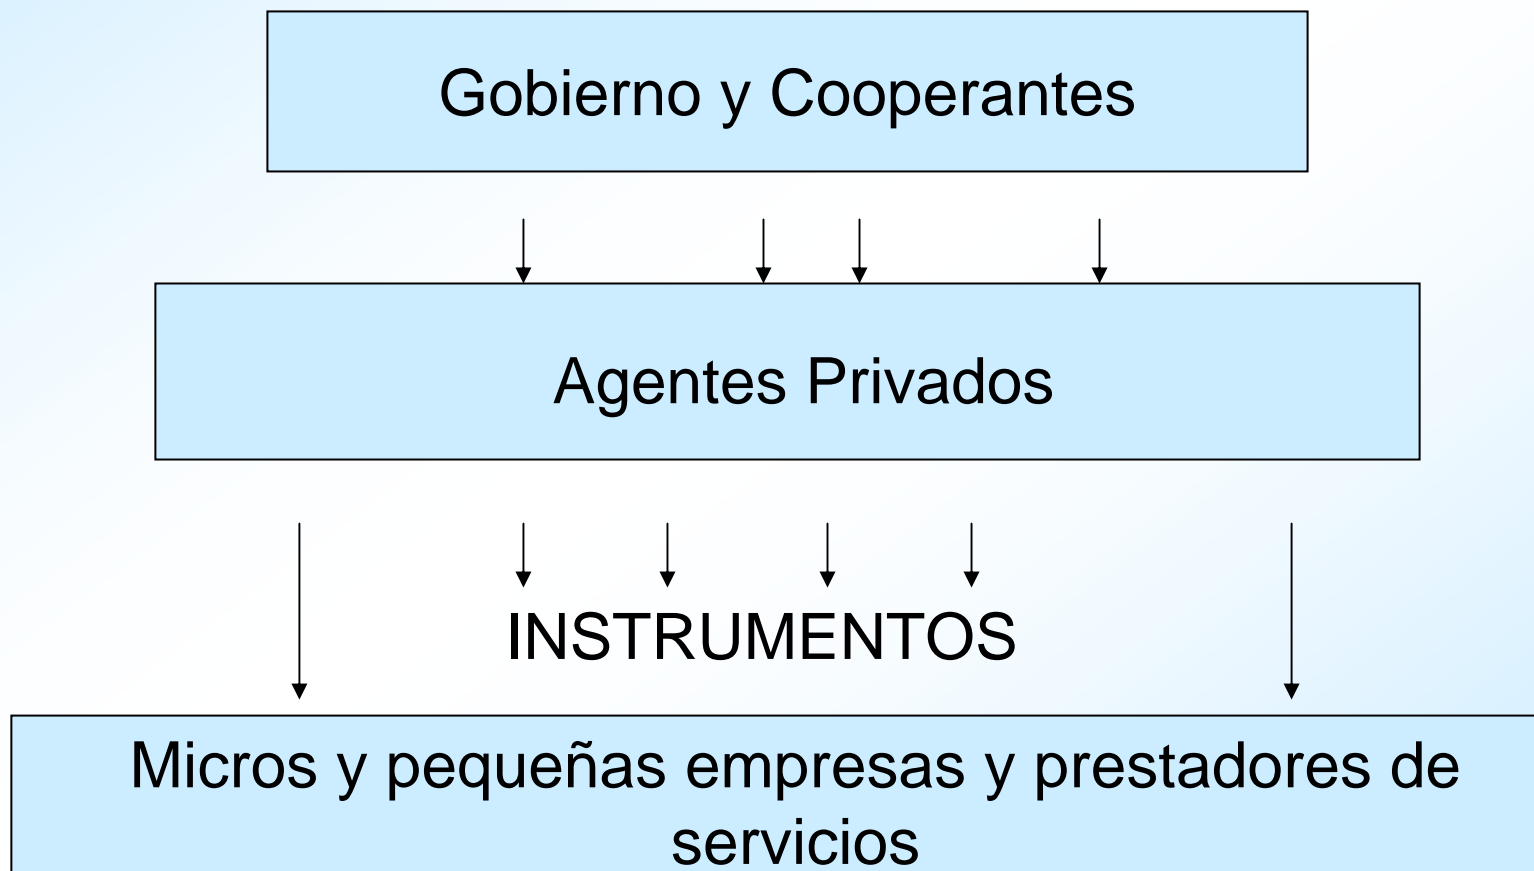 Gobierno y Cooperantes
Agentes Privados
INSTRUMENTOS
Micros y pequeñas empresas y prestadores de
servicios